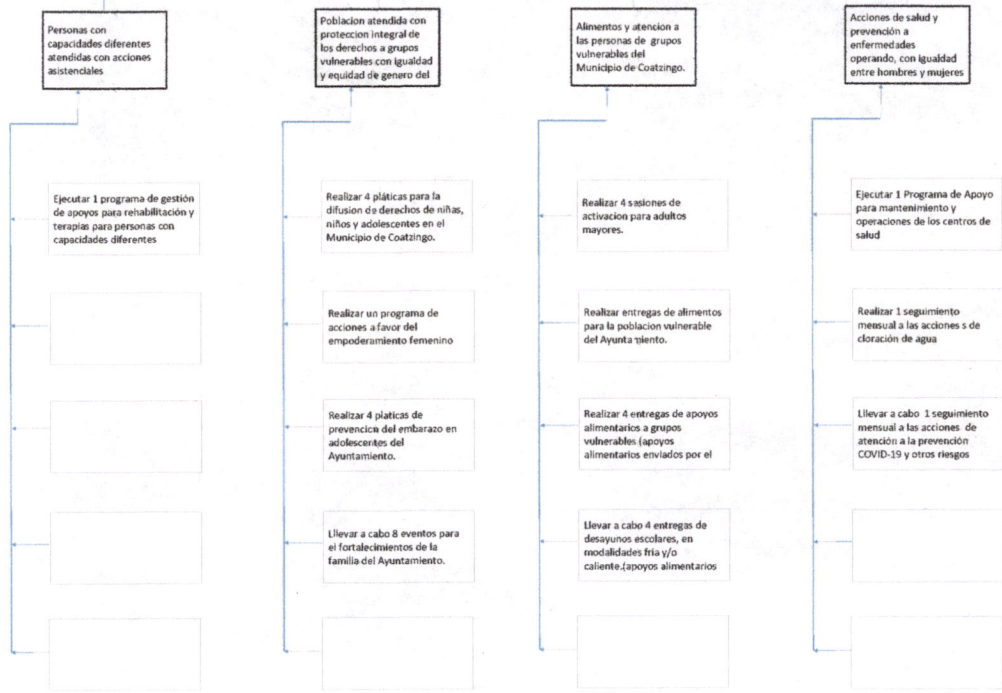 Personas con
capacidades diferentes
atendidas con acciones
asistenciales
Poblacion atendida con
proteccion integral de
los derechos a grupos
vulnerables con igualdad
y equidad de genero del
Alimentos y atencion a
las personas de grupos
vulnerables del
Municipio de Coatzingo.
Acciones de salud y
prevención a
enfermedades
operando, con igualdad
entre hombres y mujeres
Ejecutar 1 programa de gestión
de apoyos para rehabilitación y
terapias para personas con
capacidades diferentes
Realizar 4 pláticas para la
difusion de derechos de niñas,
niños y adolescentes en el
Municipio de Coatzingo.
Realizar un programa de
acciones a favor del
empoderamiento femenino
Realizar 4 platicas de
prevencion del embarazo en
adolescentes del
Ayuntamiento.
Llevar a cabo 8 eventos para
el fortalecimientos de la
familia del Ayuntamiento.
Realizar 4 sasiones de
activacion para adultos
mayores.
Realizar entregas de alimentos
para la poblacion vulnerable
del Ayuntamiento.
Realizar 4 entregas de apoyos
alimentarios a grupos
vulnerables (apoyos
alimentarios enviados por el
Llevar a cabo 4 entregas de
desayunos escolares, en
modalidades fria y/o
caliente.(apoyos alimentarios
Ejecutar 1 Programa de Apoyo
para mantenimiento y
operaciones de los centros de
salud
Realizar 1 seguimiento
mensual a las acciones s de
cloración de agua
Llevar a cabo 1 seguimiento
mensual a las acciones de
atención a la prevención
COVID-19 y otros riesgos